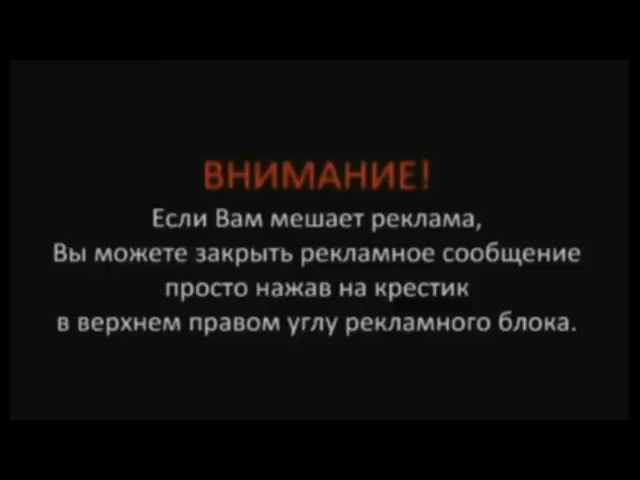 ВНИМАНИЕ!
Если Вам мешает реклама,
Вы можете закрыть рекламное сообщение
просто нажав на крестик
в верхнем правом углу рекламного блока.